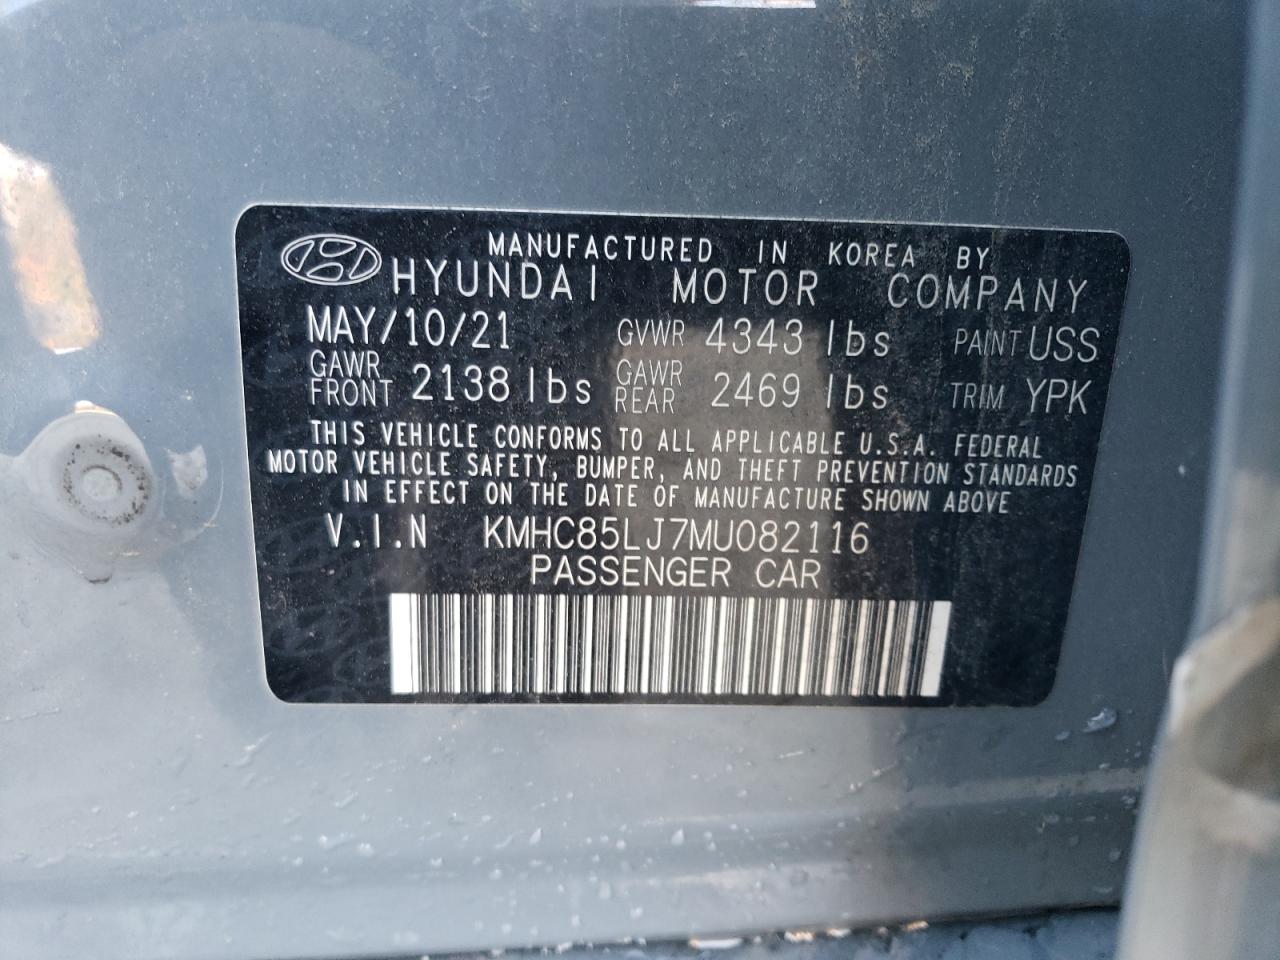 MANUFACTURED IN KOREA BY
HYUNDAI MOTOR COMPANY
MAY/10/21 GVWR 4343 lbs PAINT USS
GAWR FRONT 2138 lbs GAWR REAR 2469 lbs TRIM YPK
THIS VEHICLE CONFORMS TO ALL APPLICABLE U.S.A. FEDERAL
MOTOR VEHICLE SAFETY, BUMPER, AND THEFT PREVENTION STANDARDS
IN EFFECT ON THE DATE OF MANUFACTURE SHOWN ABOVE
V.I.N KMHC85LJ7MU082116
PASSENGER CAR